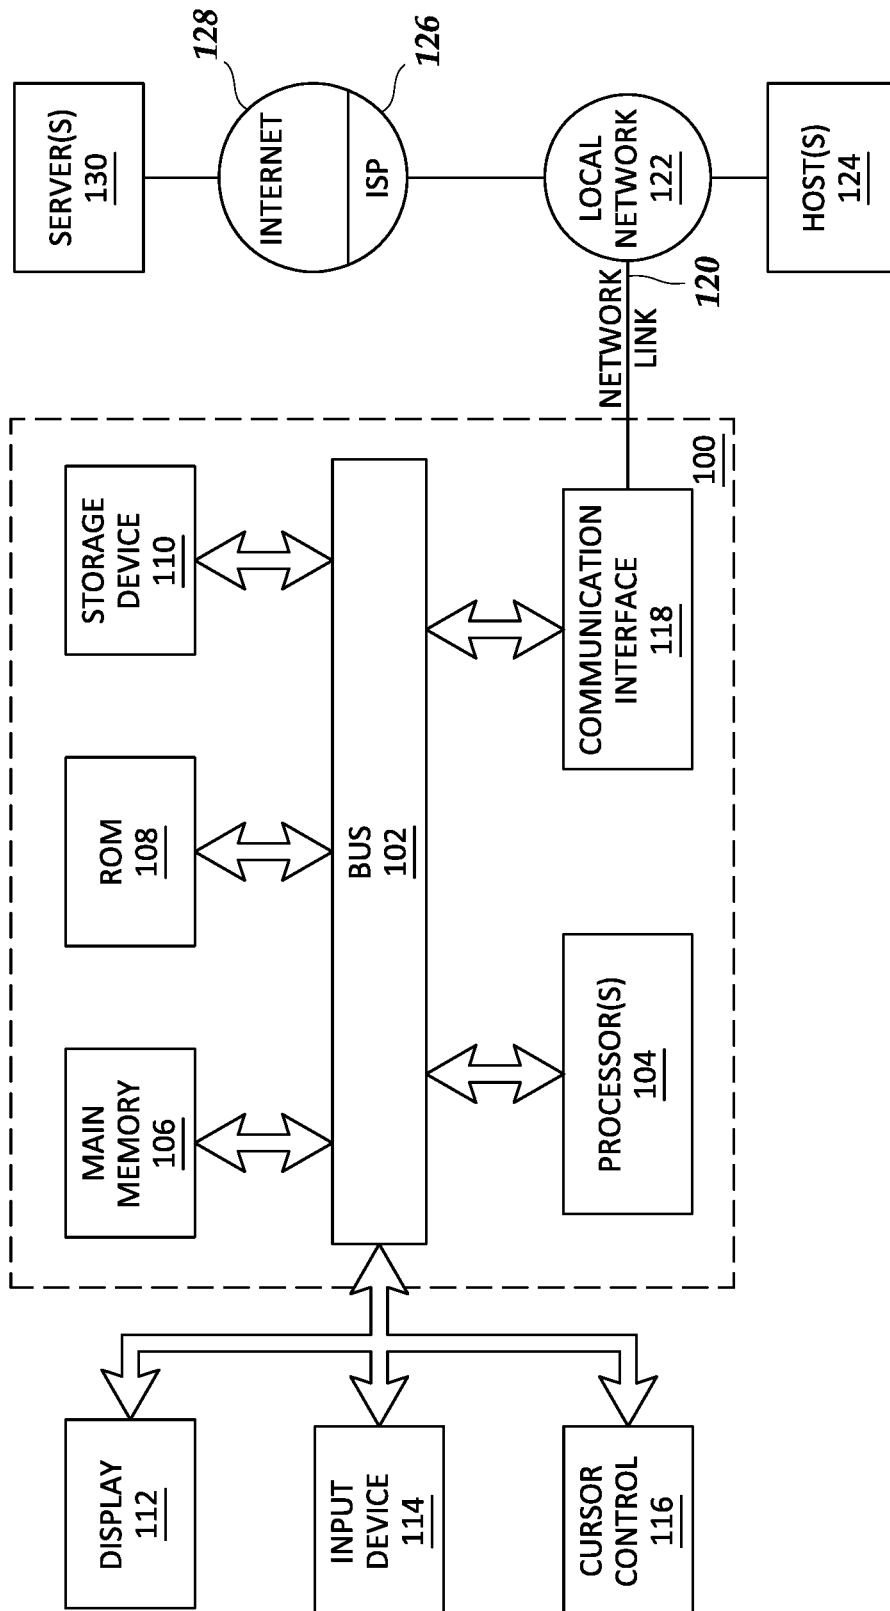 DISPLAY
112
INPUT
DEVICE
114
CURSOR
CONTROL
116
MAIN
MEMORY
106
ROM
108
STORAGE
DEVICE
110
BUS
102
PROCESSOR(S)
104
COMMUNICATION
INTERFACE
118
100
NETWORK
LINK
120
SERVER(S)
130
128
INTERNET
ISP
126
LOCAL
NETWORK
122
HOST(S)
124